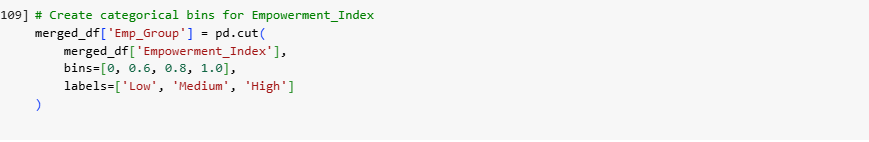 109] # Create categorical bins for Empowerment_Index
merged_df['Emp_Group'] = pd.cut(
    merged_df['Empowerment_Index'],
    bins=[0, 0.6, 0.8, 1.0],
    labels=['Low', 'Medium', 'High']
)